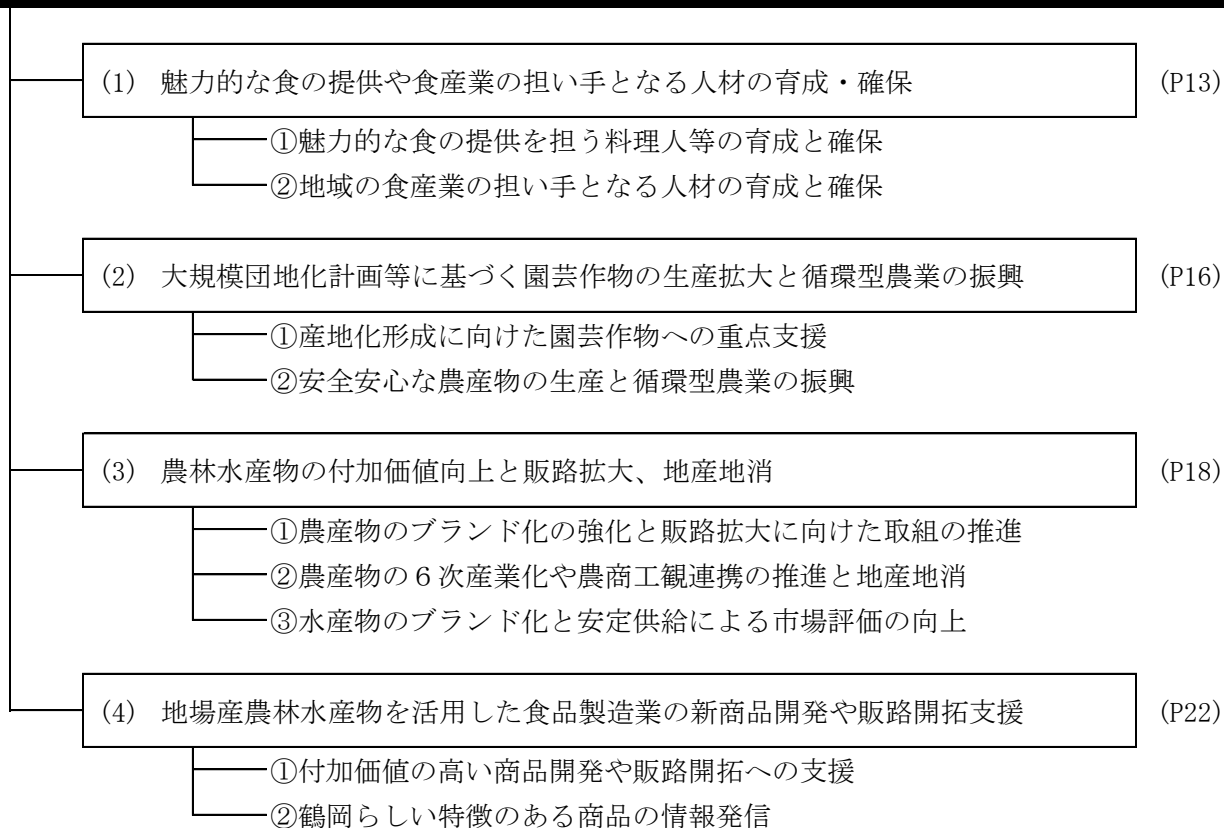 (1) 魅力的な食の提供や食産業の担い手となる人材の育成・確保 (P13)
①魅力的な食の提供を担う料理人等の育成と確保
②地域の食産業の担い手となる人材の育成と確保
(2) 大規模団地化計画等に基づく園芸作物の生産拡大と循環型農業の振興 (P16)
①産地化形成に向けた園芸作物への重点支援
②安全安心な農産物の生産と循環型農業の振興
(3) 農林水産物の付加価値向上と販路拡大、地産地消 (P18)
①農産物のブランド化の強化と販路拡大に向けた取組の推進
②農産物の６次産業化や農商工観連携の推進と地産地消
③水産物のブランド化と安定供給による市場評価の向上
(4) 地場産農林水産物を活用した食品製造業の新商品開発や販路開拓支援 (P22)
①付加価値の高い商品開発や販路開拓への支援
②鶴岡らしい特徴のある商品の情報発信